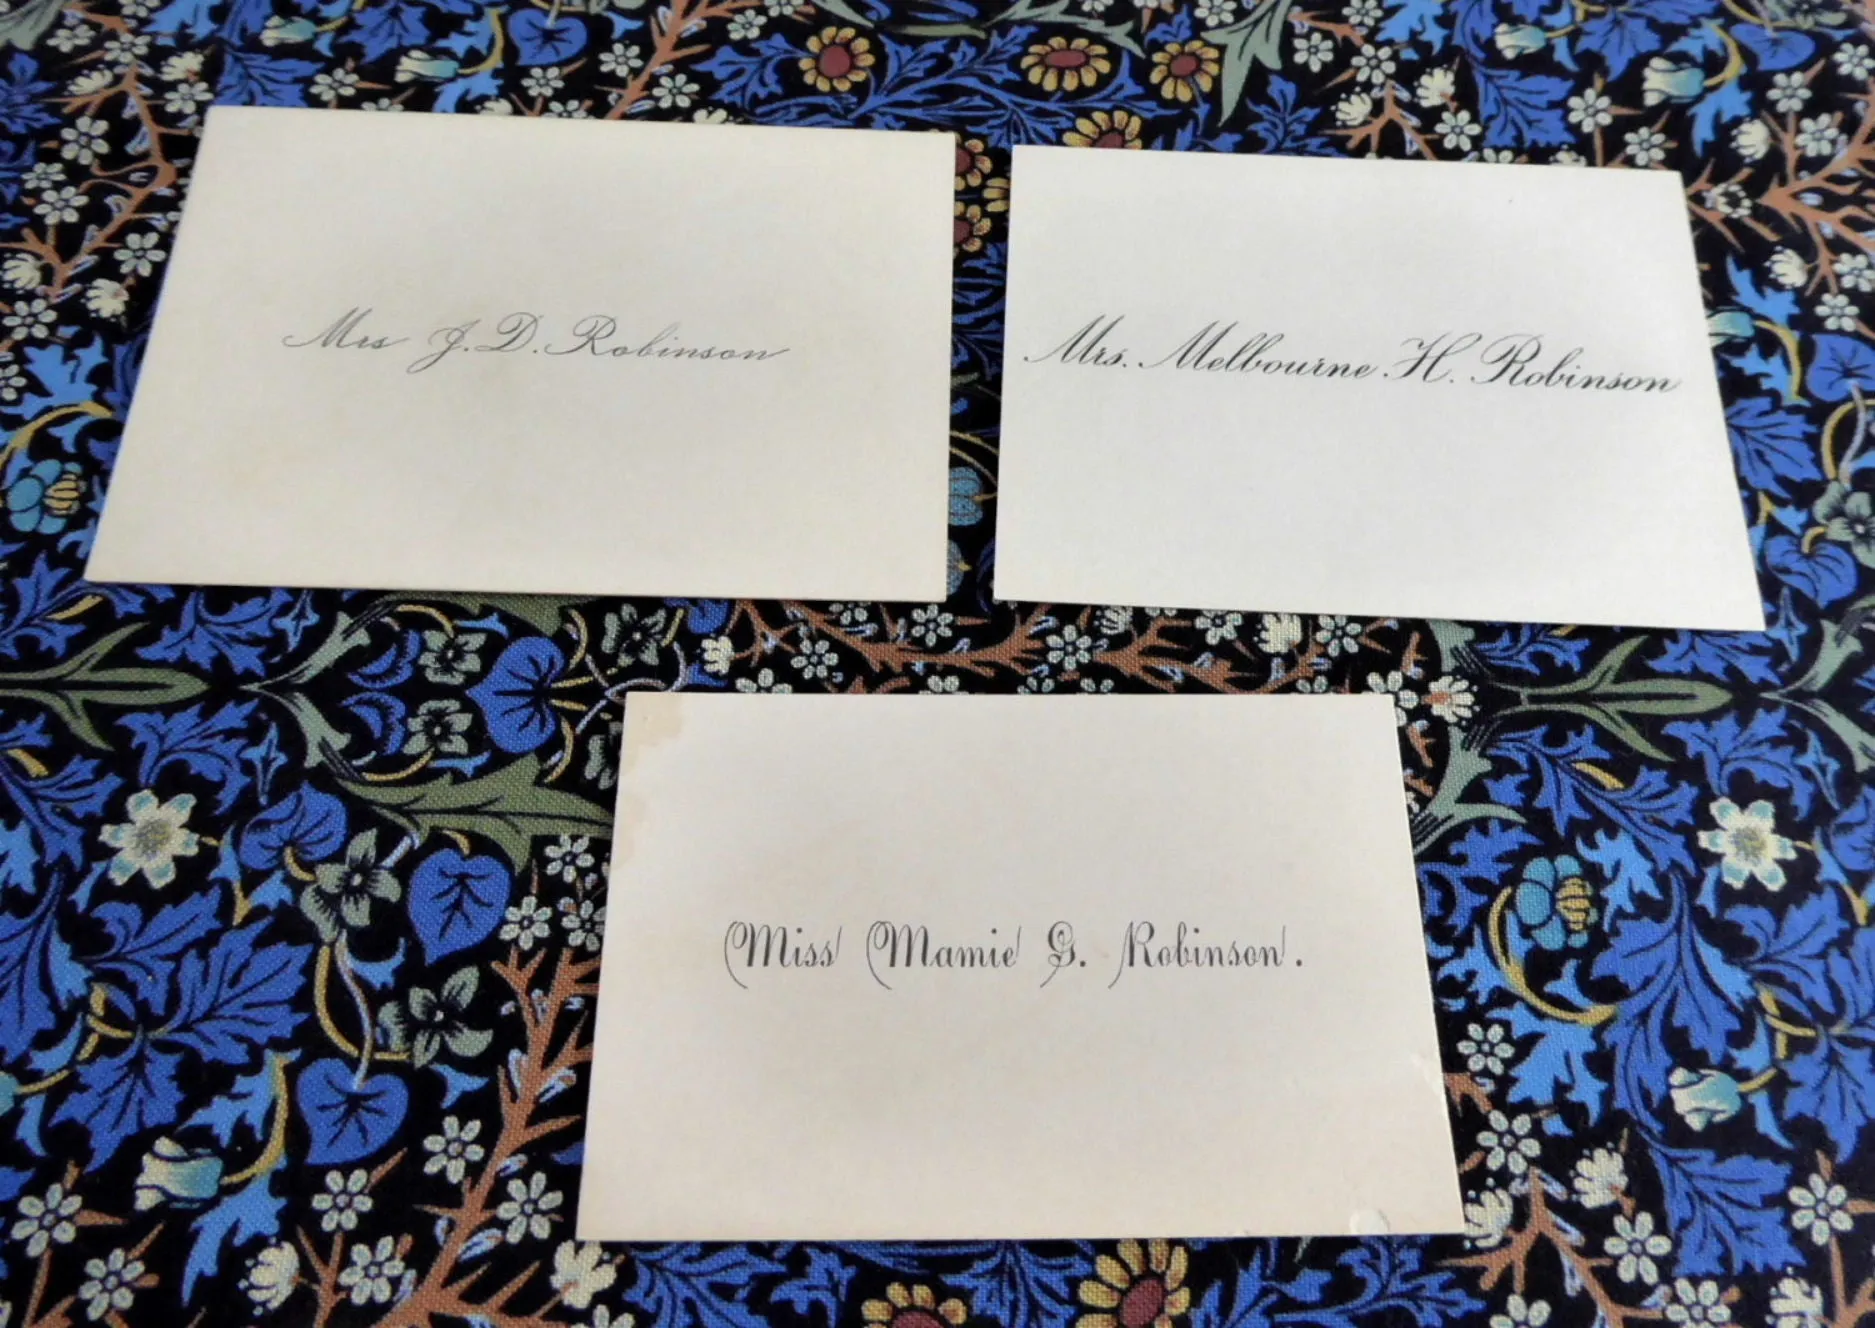 Mrs J. D. Robinson
Mrs. Melbourne H. Robinson
Miss Mamie G. Robinson.